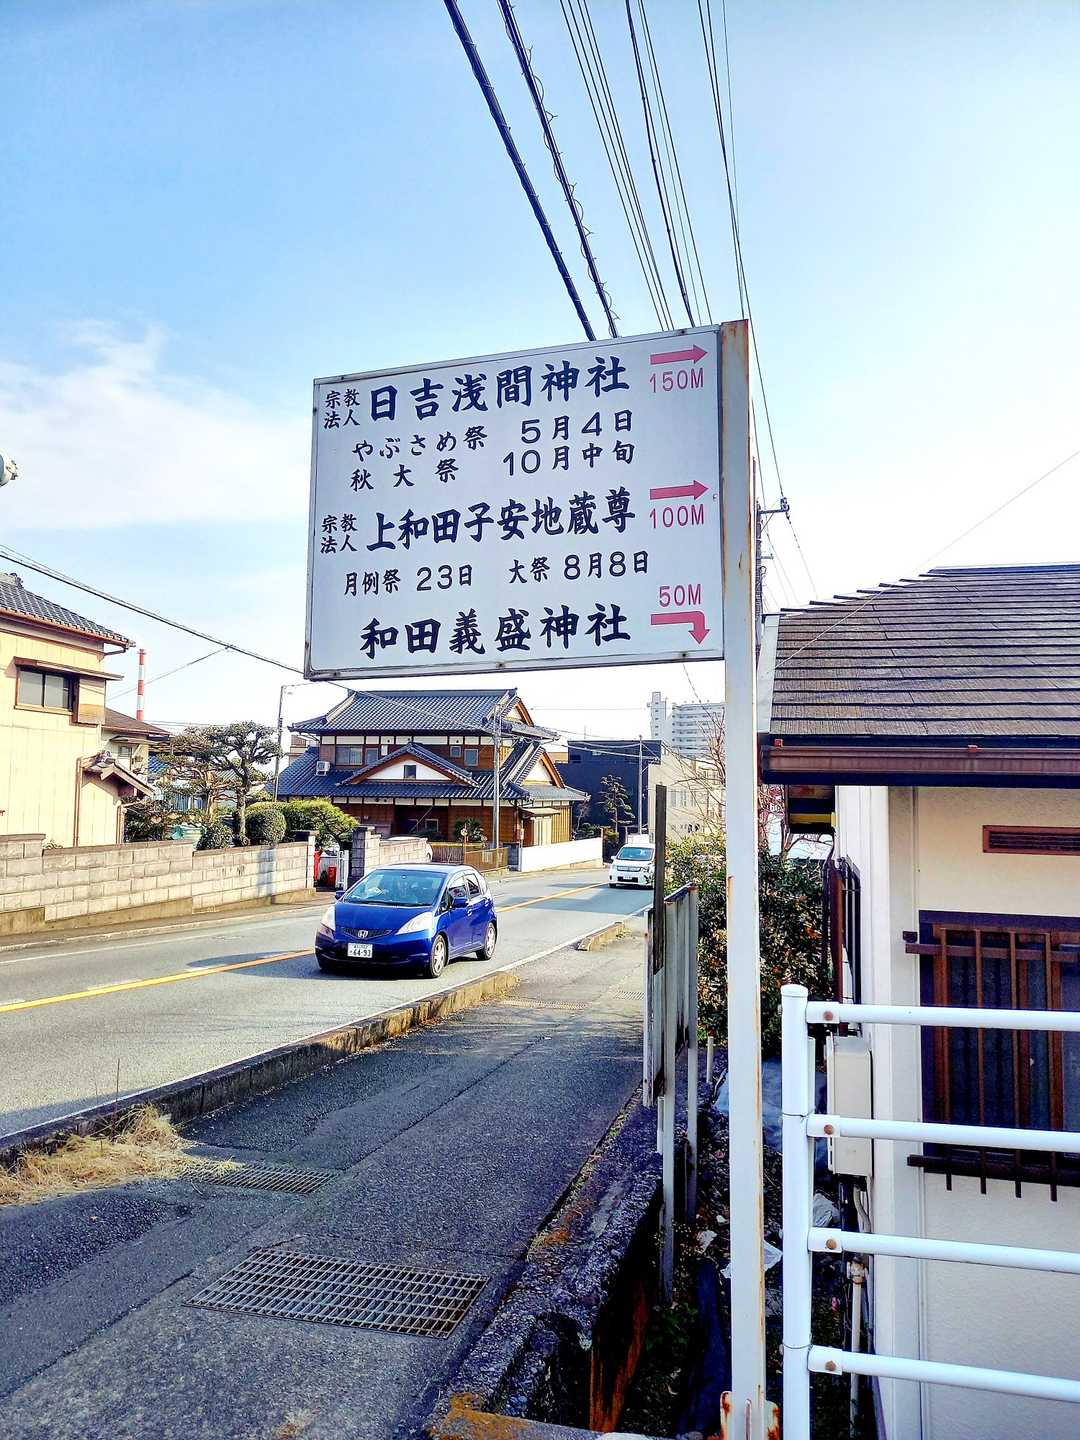 宗教法人 日吉浅間神社 150M
やぶさめ祭 5月4日
秋大祭 10月中旬
宗教法人 上和田子安地蔵尊 100M
月例祭 23日 大祭 8月8日
和田義盛神社 50M
64-93